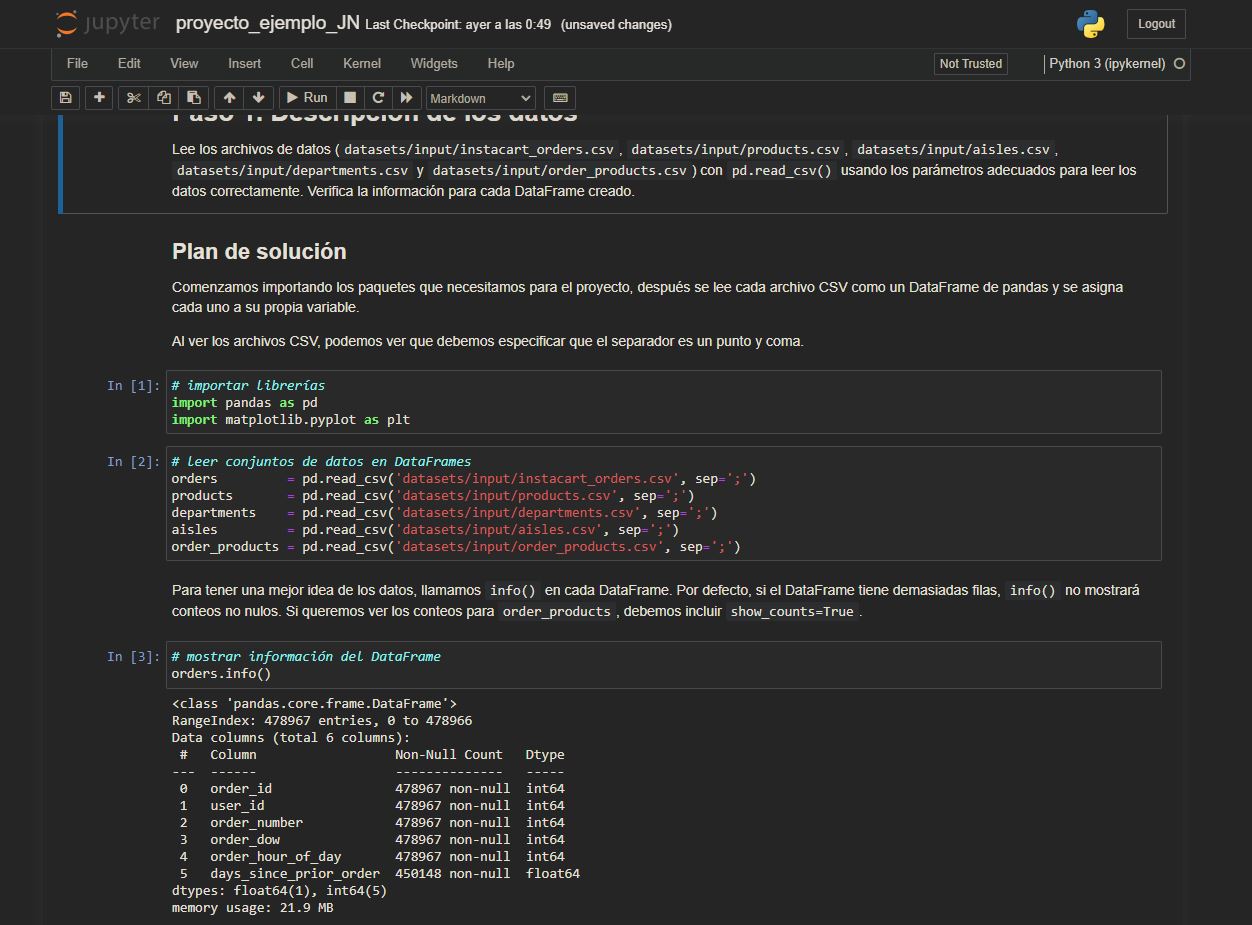 jupyter proyecto_ejemplo_JN Last Checkpoint: ayer a las 0:49 (unsaved changes) Logout
File Edit View Insert Cell Kernel Widgets Help Not Trusted Python 3 (ipykernel)
Run Markdown
Paso 1. Descripción de los datos
Lee los archivos de datos ( datasets/input/instacart_orders.csv , datasets/input/products.csv , datasets/input/aisles.csv ,
datasets/input/departments.csv y datasets/input/order_products.csv ) con pd.read_csv() usando los parámetros adecuados para leer los
datos correctamente. Verifica la información para cada DataFrame creado.
Plan de solución
Comenzamos importando los paquetes que necesitamos para el proyecto, después se lee cada archivo CSV como un DataFrame de pandas y se asigna
cada uno a su propia variable.
Al ver los archivos CSV, podemos ver que debemos especificar que el separador es un punto y coma.
In [1]: # importar librerías
import pandas as pd
import matplotlib.pyplot as plt
In [2]: # leer conjuntos de datos en DataFrames
orders = pd.read_csv('datasets/input/instacart_orders.csv', sep=';')
products = pd.read_csv('datasets/input/products.csv', sep=';')
departments = pd.read_csv('datasets/input/departments.csv', sep=';')
aisles = pd.read_csv('datasets/input/aisles.csv', sep=';')
order_products = pd.read_csv('datasets/input/order_products.csv', sep=';')
Para tener una mejor idea de los datos, llamamos info() en cada DataFrame. Por defecto, si el DataFrame tiene demasiadas filas, info() no mostrará
conteos no nulos. Si queremos ver los conteos para order_products , debemos incluir show_counts=True .
In [3]: # mostrar información del DataFrame
orders.info()
<class 'pandas.core.frame.DataFrame'>
RangeIndex: 478967 entries, 0 to 478966
Data columns (total 6 columns):
# Column Non-Null Count Dtype
--- ------ -------------- -----
0 order_id 478967 non-null int64
1 user_id 478967 non-null int64
2 order_number 478967 non-null int64
3 order_dow 478967 non-null int64
4 order_hour_of_day 478967 non-null int64
5 days_since_prior_order 450148 non-null float64
dtypes: float64(1), int64(5)
memory usage: 21.9 MB